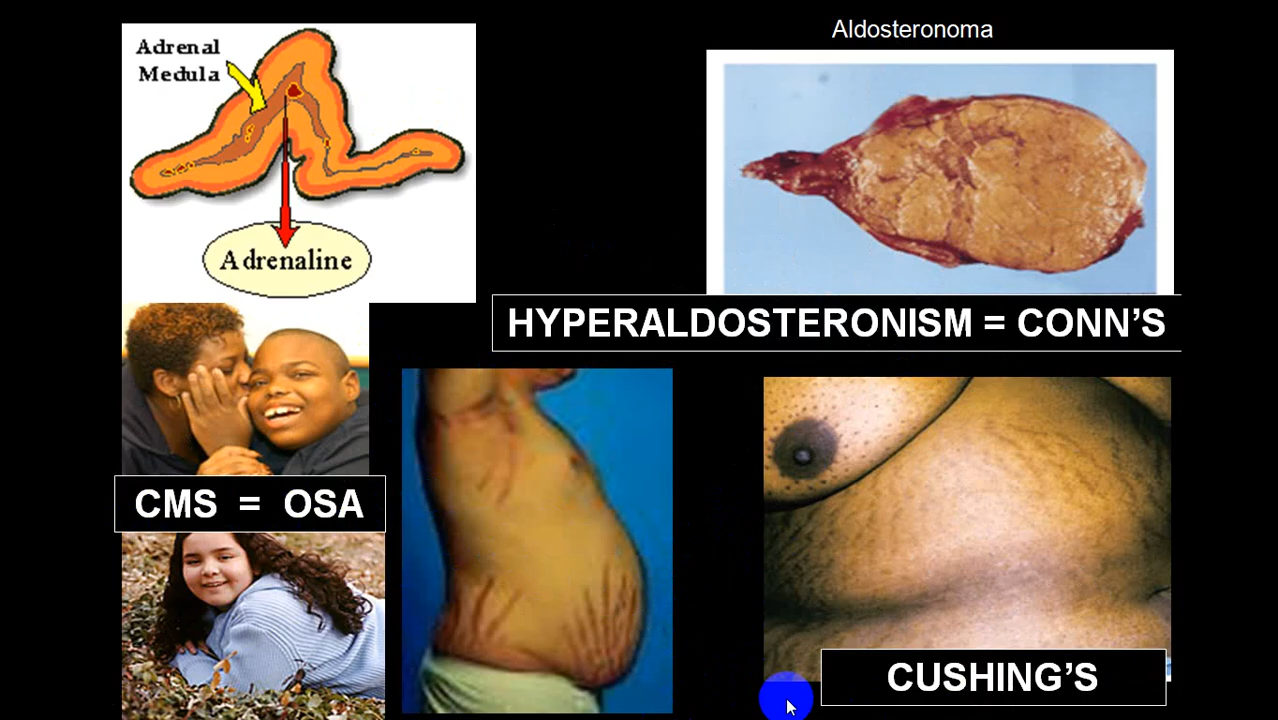 Adrenal
Medula
Adrenaline
Aldosteronoma
HYPERALDOSTERONISM = CONN’S
CMS = OSA
CUSHING’S